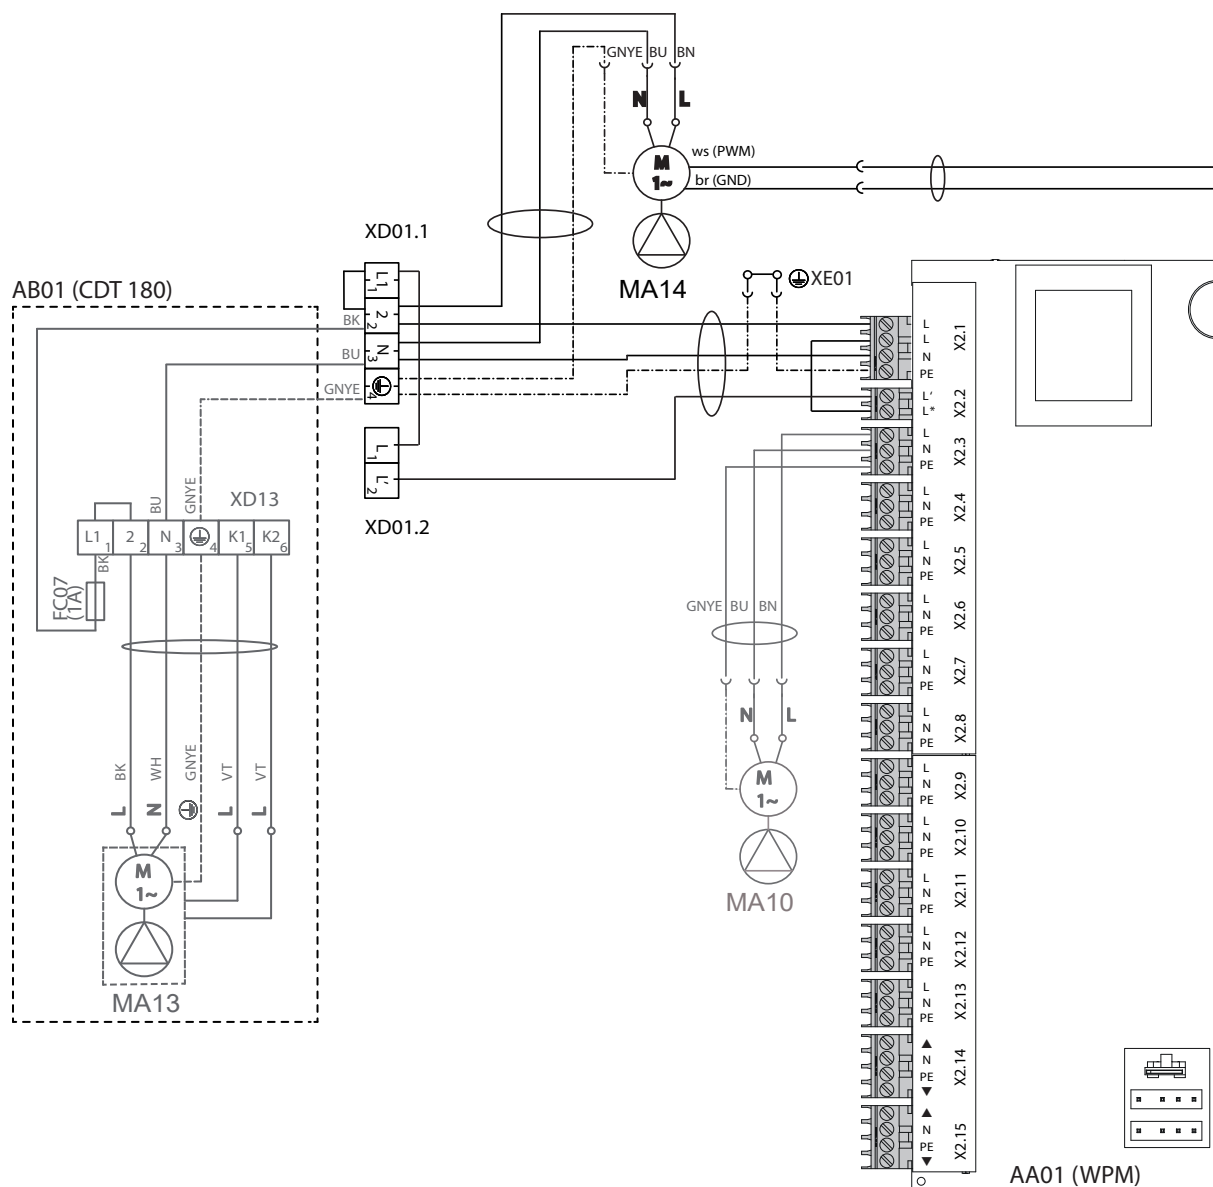 GNYE BU BN
N L
ws (PWM)
M
1~
br (GND)
MA14
XD01.1
L1 1
2 2
N 3
4
XE01
AB01 (CDT 180)
BK
BU
GNYE
L 1
L' 2
XD01.2
BU
GNYE
XD13
L1 1
2 2
N 3
4
K1 5
K2 6
BK
FC07
(1A)
BK
WH
GNYE
VT
VT
L
N
L
L
M
1~
MA13
GNYE BU BN
N L
M
1~
MA10
L
L
N
PE
X2.1
L'
L*
X2.2
L
N
PE
X2.3
L
N
PE
X2.4
L
N
PE
X2.5
L
N
PE
X2.6
L
N
PE
X2.7
L
N
PE
X2.8
L
N
PE
X2.9
L
N
PE
X2.10
L
N
PE
X2.11
L
N
PE
X2.12
L
N
PE
X2.13
▲
N
PE
▼
X2.14
▲
N
PE
▼
X2.15
AA01 (WPM)